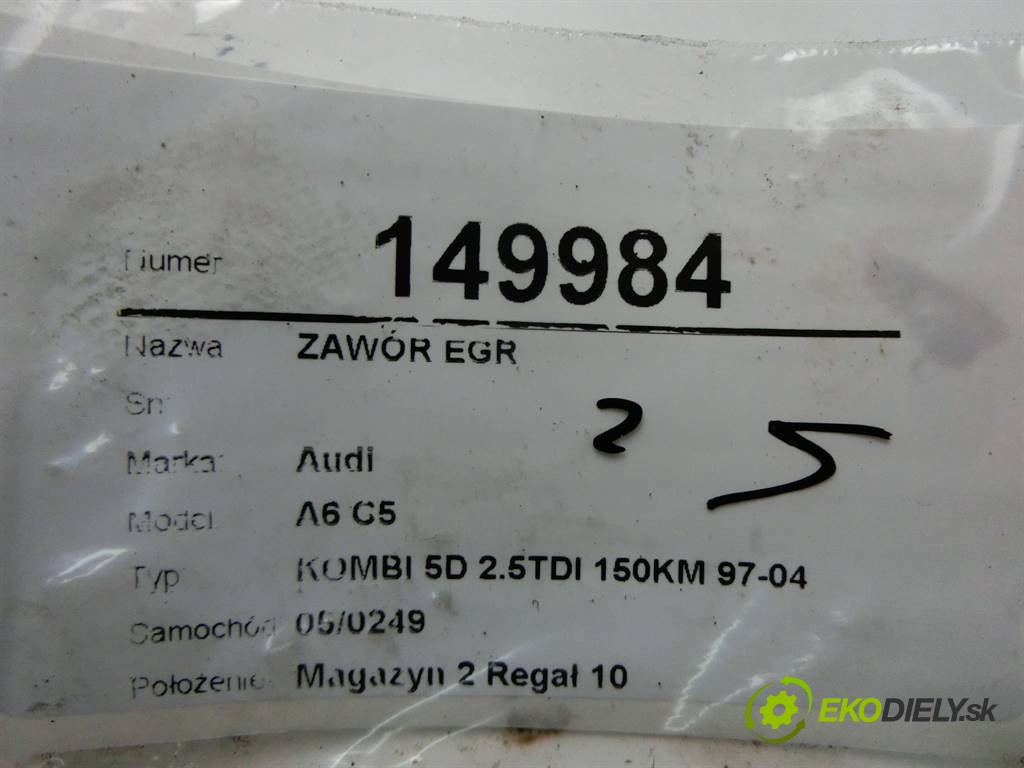 Numer 149984
Nazwa ZAWÓR EGR
Sn:
2 5
Marka: Audi
Model A6 C5
Typ KOMBI 5D 2.5TDI 150KM 97-04
Samochód 05/0249
Położenie Magazyn 2 Regał 10
EKODIELY.sk